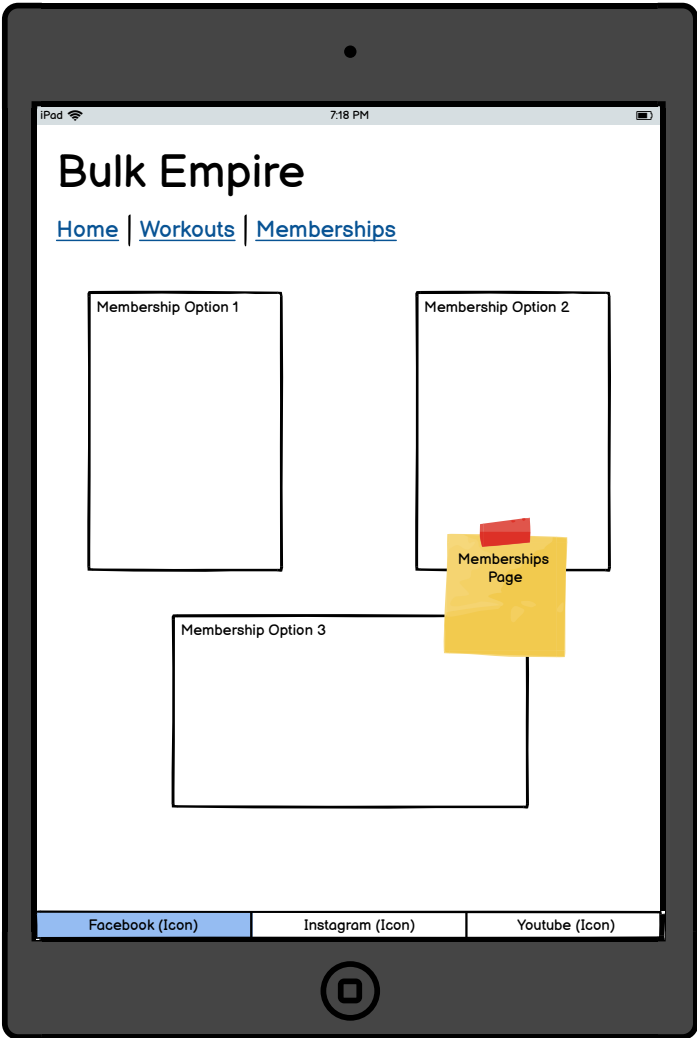 iPad 7:18 PM
Bulk Empire
Home | Workouts | Memberships
Membership Option 1
Membership Option 2
Memberships
Page
Membership Option 3
Facebook (Icon) Instagram (Icon) Youtube (Icon)